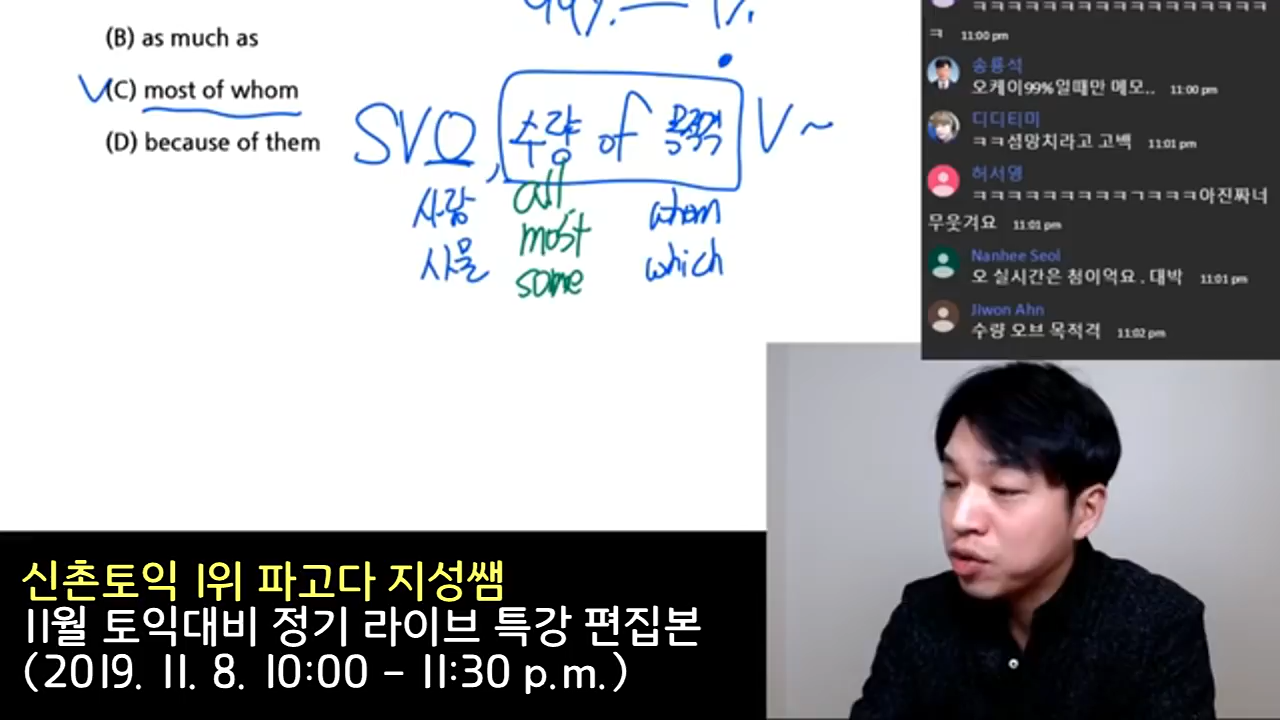 99%. — 1%.
(B) as much as
(C) most of whom
(D) because of them
SVO, 수량 of 목적격 V ~
사람 all, whom
사물 most which
some
ㅋㅋㅋㅋㅋㅋㅋㅋㅋㅋㅋㅋㅋㅋㅋㅋㅋ
ㅋ 11:00 pm
송룡석
오케이99%일때만 메모.. 11:00 pm
디디티미
ㅋㅋ섬망치라고 고백 11:01 pm
허서영
ㅋㅋㅋㅋㅋㅋㅋㅋㅋㄱㅋㅋㅋ아진짜너
무웃겨요 11:01 pm
Nanhee Seol
오 실시간은 첨이억요 . 대박 11:01 pm
Jiwon Ahn
수량 오브 목적격 11:02 pm
신촌토익 1위 파고다 지성쌤
11월 토익대비 정기 라이브 특강 편집본
(2019. 11. 8. 10:00 - 11:30 p.m.)